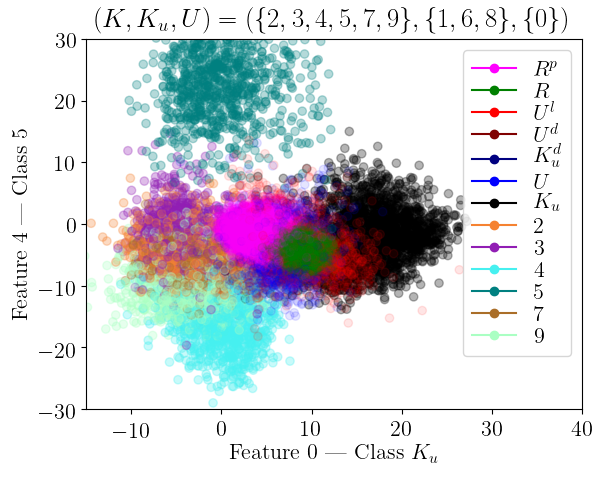 (K, K_u, U) = ({2, 3, 4, 5, 7, 9}, {1, 6, 8}, {0})
30
20
10
0
−10
−20
−30
Feature 4 — Class 5
−10
0
10
20
30
40
Feature 0 — Class K_u
R^p
R
U^l
U^d
K_u^d
U
K_u
2
3
4
5
7
9